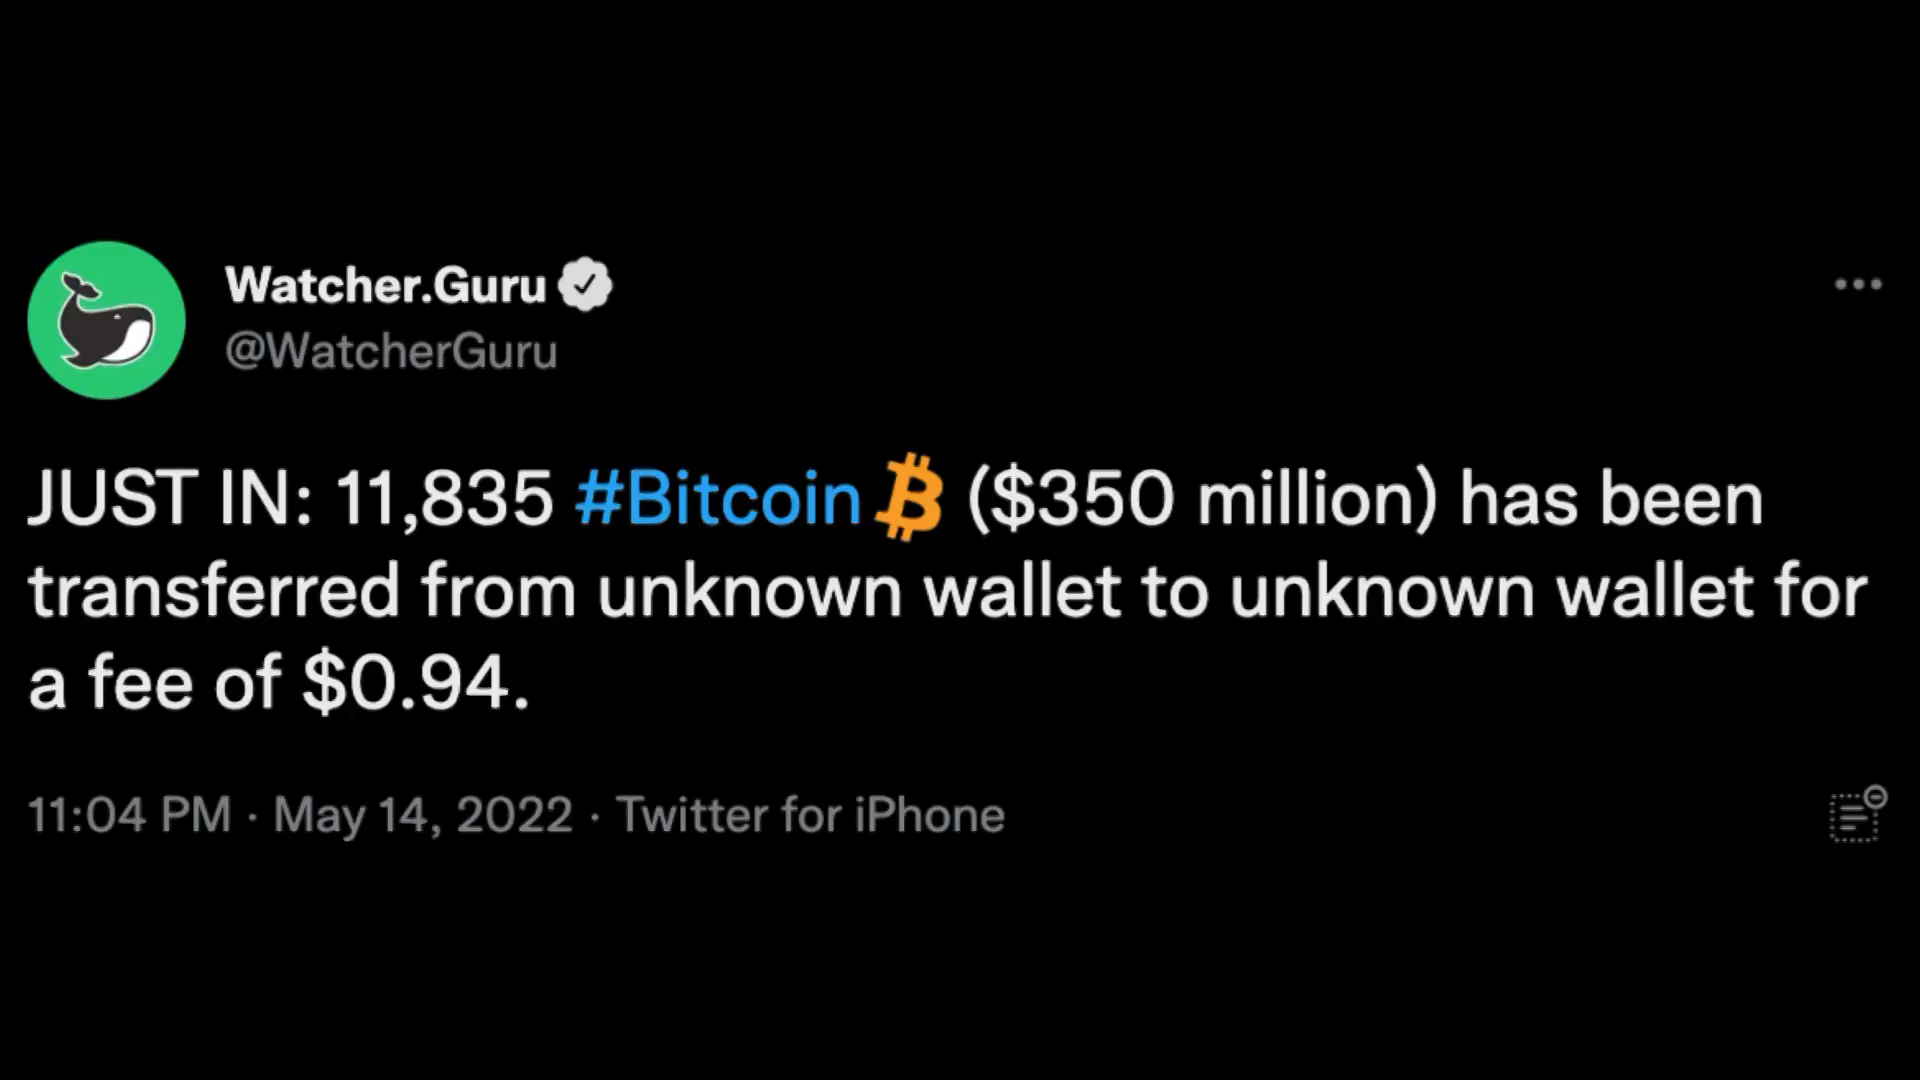 Watcher.Guru
@WatcherGuru
JUST IN: 11,835 #Bitcoin ₿ ($350 million) has been
transferred from unknown wallet to unknown wallet for
a fee of $0.94.
11:04 PM · May 14, 2022 · Twitter for iPhone